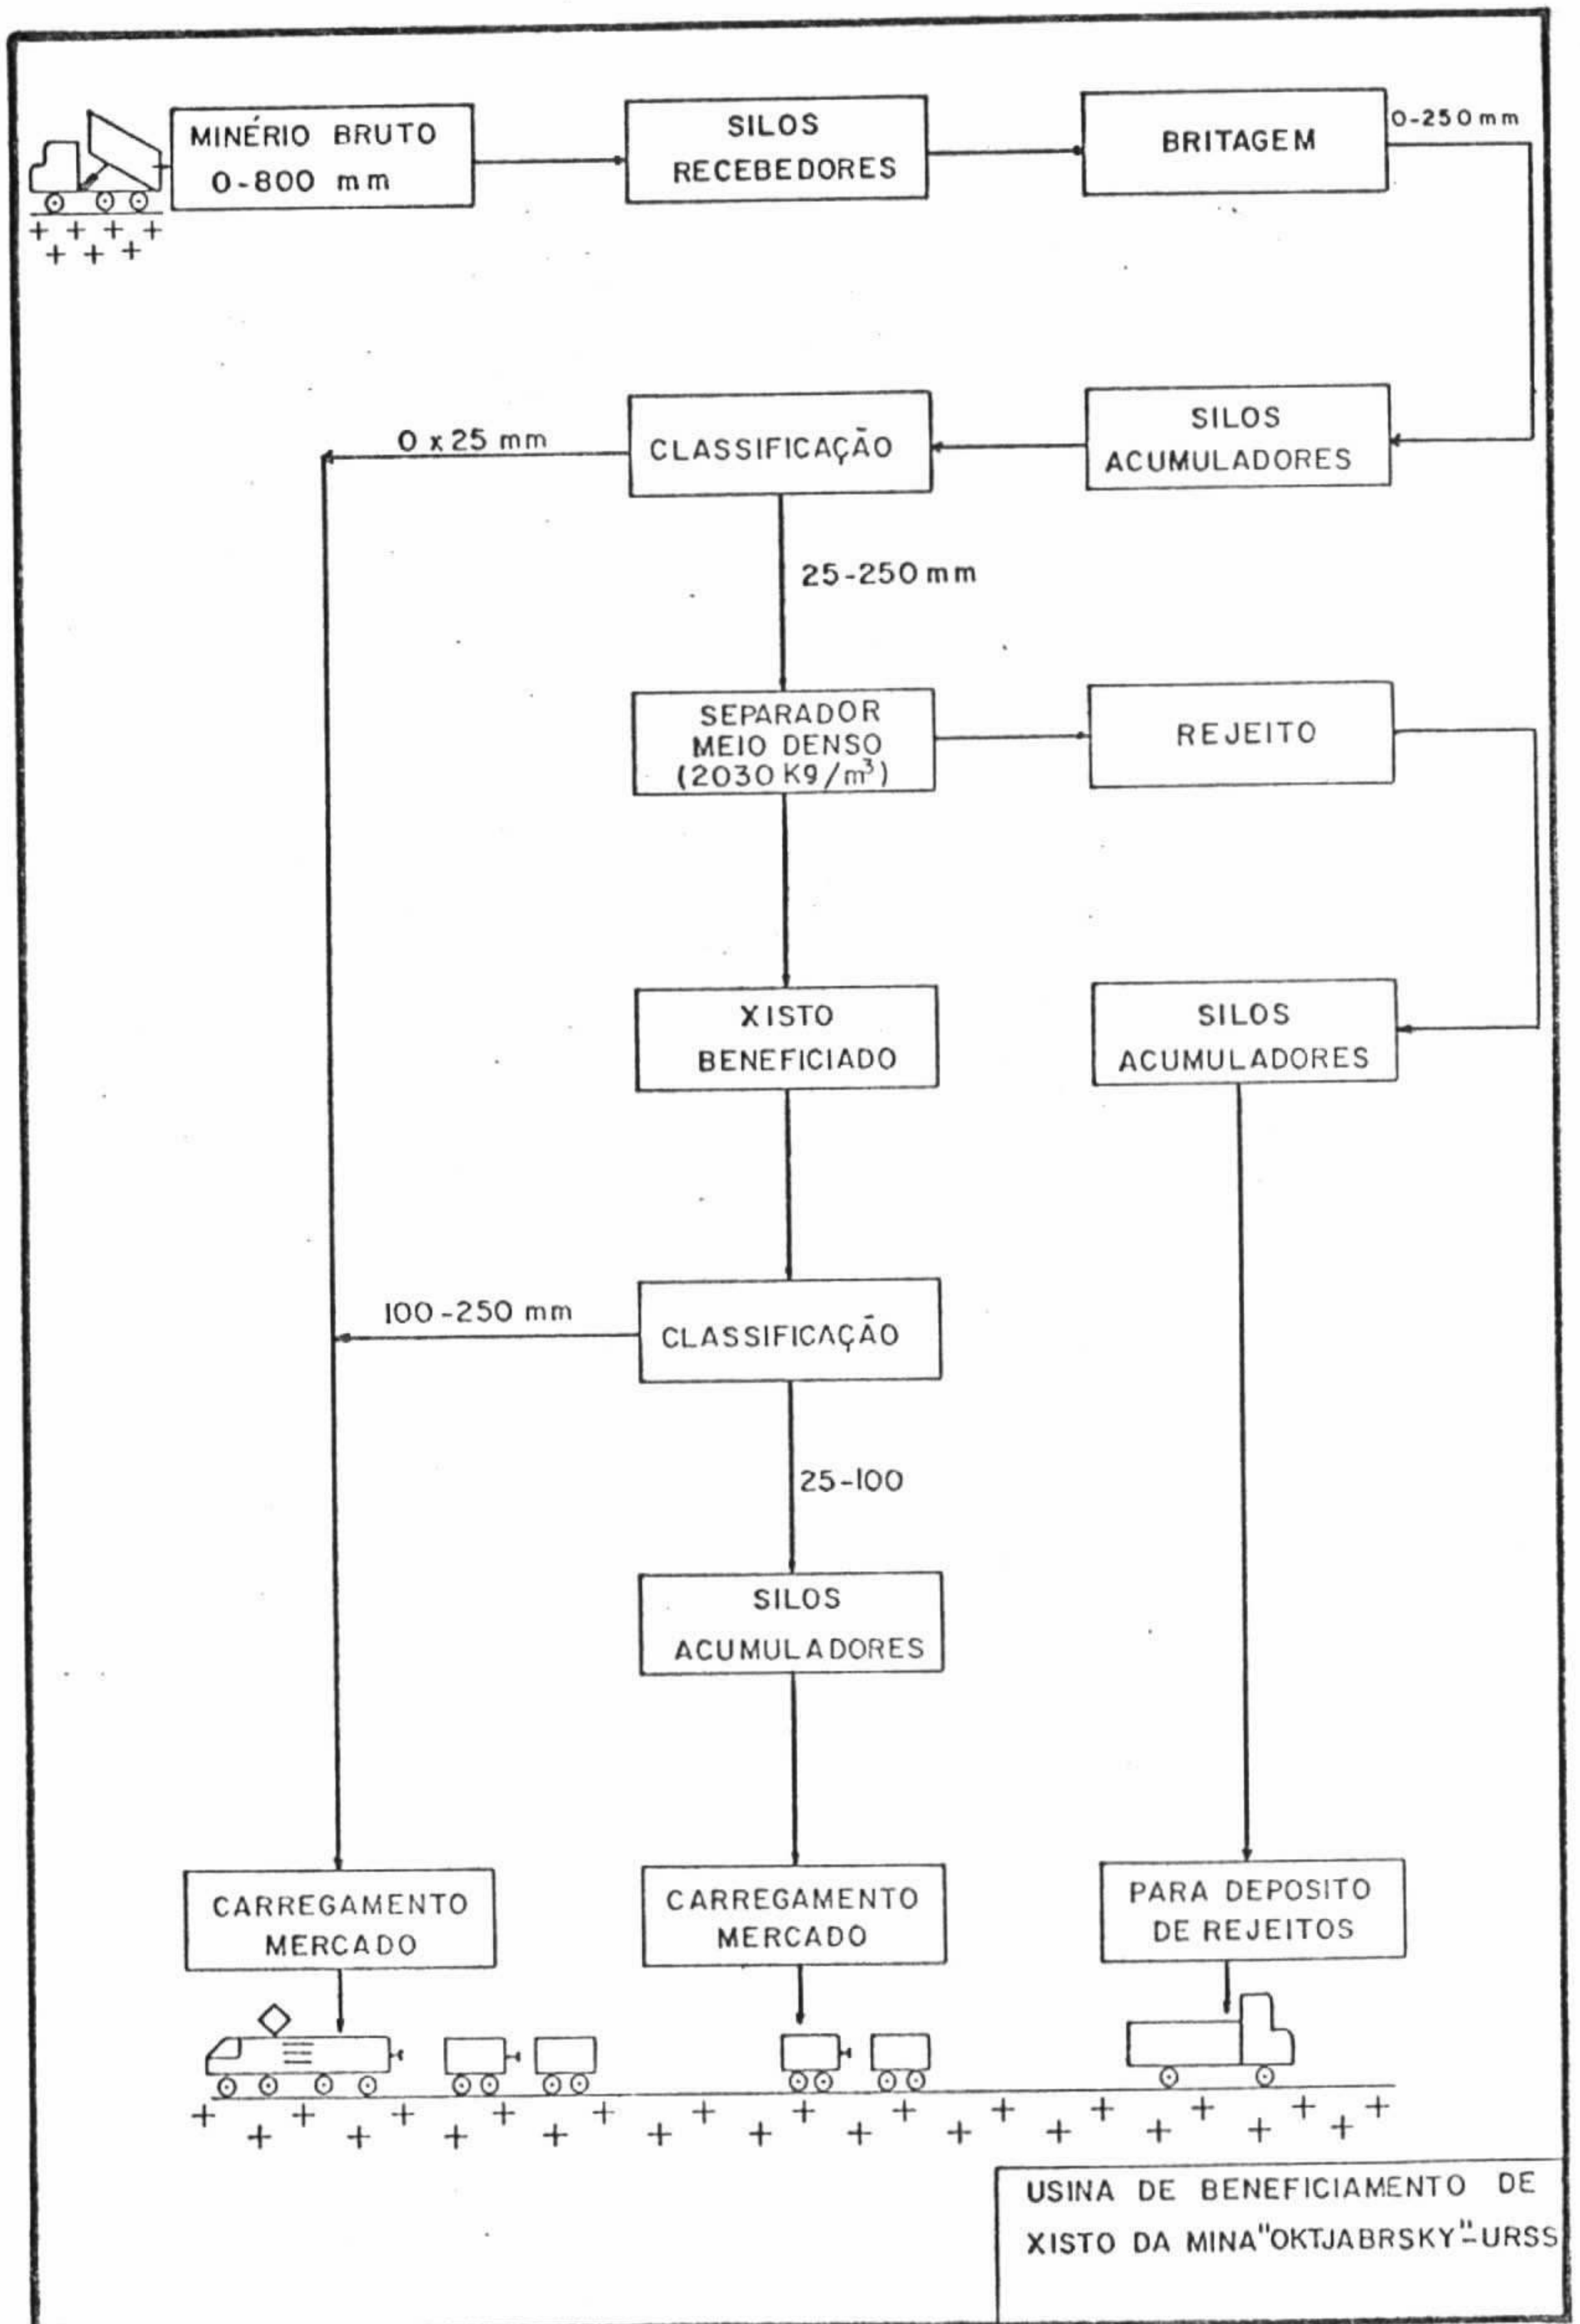 MINÉRIO BRUTO
0-800 mm
SILOS
RECEBEDORES
BRITAGEM
0-250 mm
SILOS
ACUMULADORES
CLASSIFICAÇÃO
0 x 25 mm
25-250 mm
SEPARADOR
MEIO DENSO
(2030 Kg/m³)
REJEITO
XISTO
BENEFICIADO
SILOS
ACUMULADORES
100-250 mm
CLASSIFICAÇÃO
25-100
SILOS
ACUMULADORES
CARREGAMENTO
MERCADO
CARREGAMENTO
MERCADO
PARA DEPOSITO
DE REJEITOS
USINA DE BENEFICIAMENTO DE
XISTO DA MINA "OKTJABRSKY"-URSS